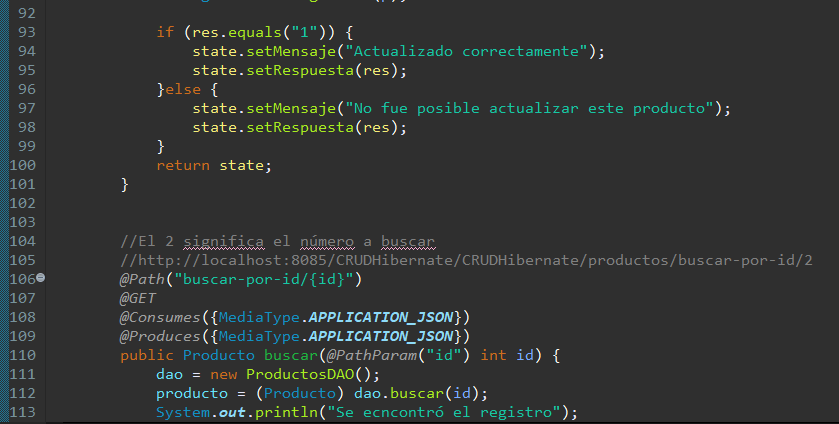 92
93 if (res.equals("1")) {
94 state.setMensaje("Actualizado correctamente");
95 state.setRespuesta(res);
96 }else {
97 state.setMensaje("No fue posible actualizar este producto");
98 state.setRespuesta(res);
99 }
100 return state;
101 }
102
103
104 //El 2 significa el número a buscar
105 //http://localhost:8085/CRUDHibernate/CRUDHibernate/productos/buscar-por-id/2
106 @Path("buscar-por-id/{id}")
107 @GET
108 @Consumes({MediaType.APPLICATION_JSON})
109 @Produces({MediaType.APPLICATION_JSON})
110 public Producto buscar(@PathParam("id") int id) {
111 dao = new ProductosDAO();
112 producto = (Producto) dao.buscar(id);
113 System.out.println("Se ecncontró el registro");